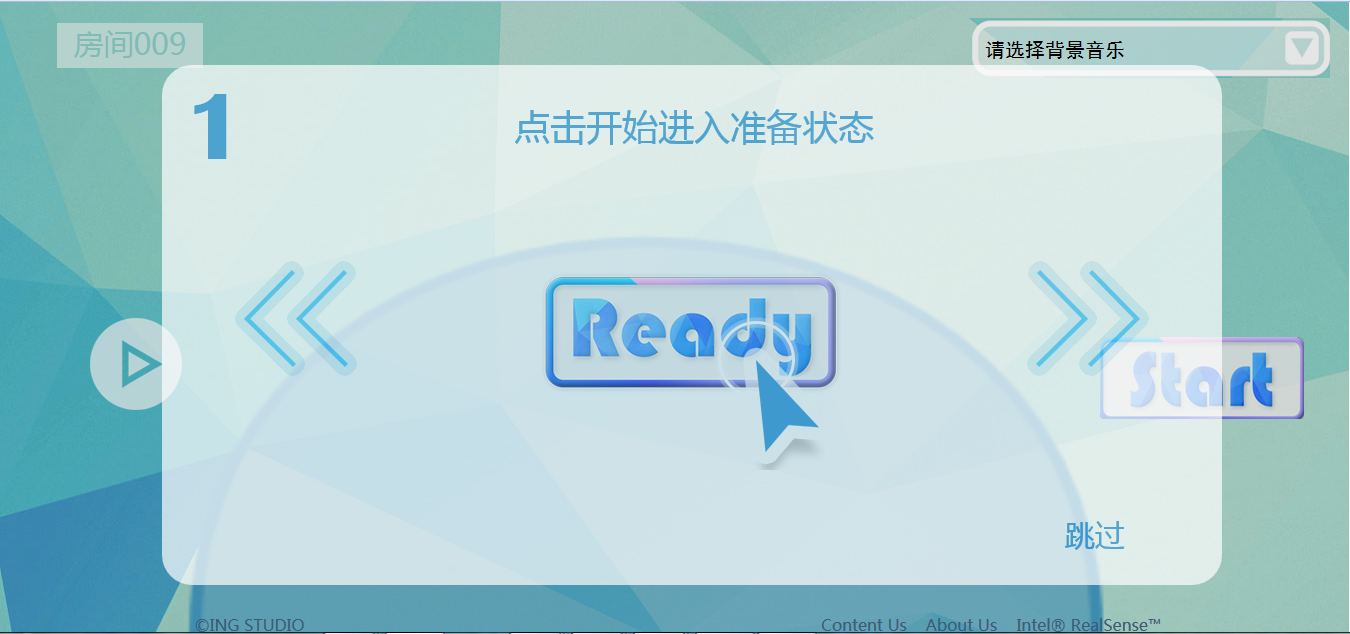 房间009
请选择背景音乐
1
点击开始进入准备状态
Ready
Start
跳过
©ING STUDIO
Content Us About Us Intel® RealSense™